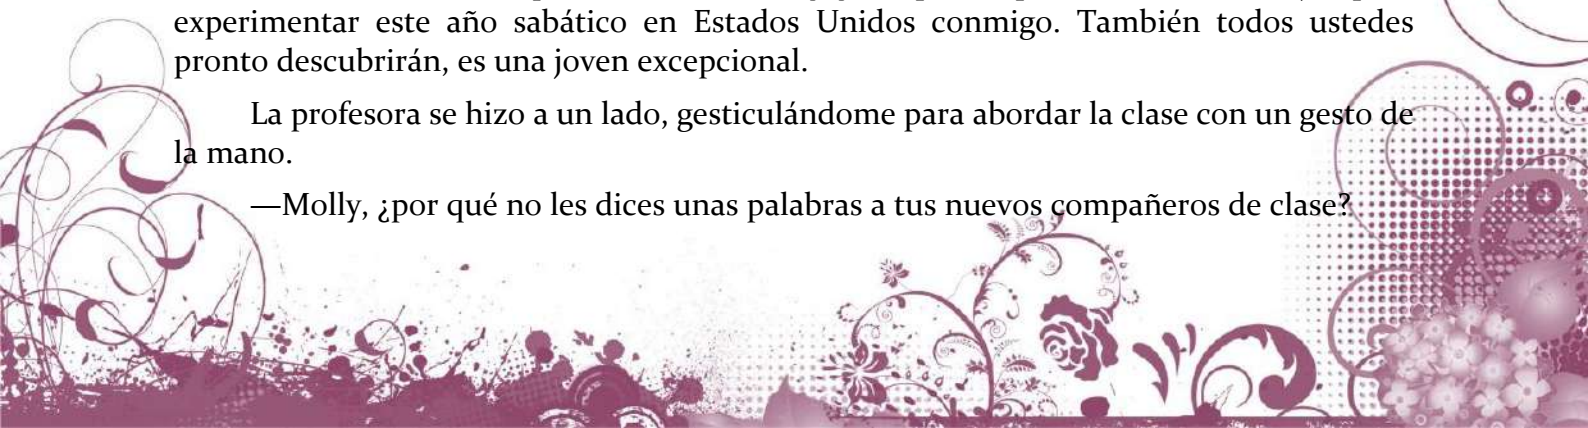 experimentar este año sabático en Estados Unidos conmigo. También todos ustedes
pronto descubrirán, es una joven excepcional.
La profesora se hizo a un lado, gesticulándome para abordar la clase con un gesto de
la mano.
—Molly, ¿por qué no les dices unas palabras a tus nuevos compañeros de clase?